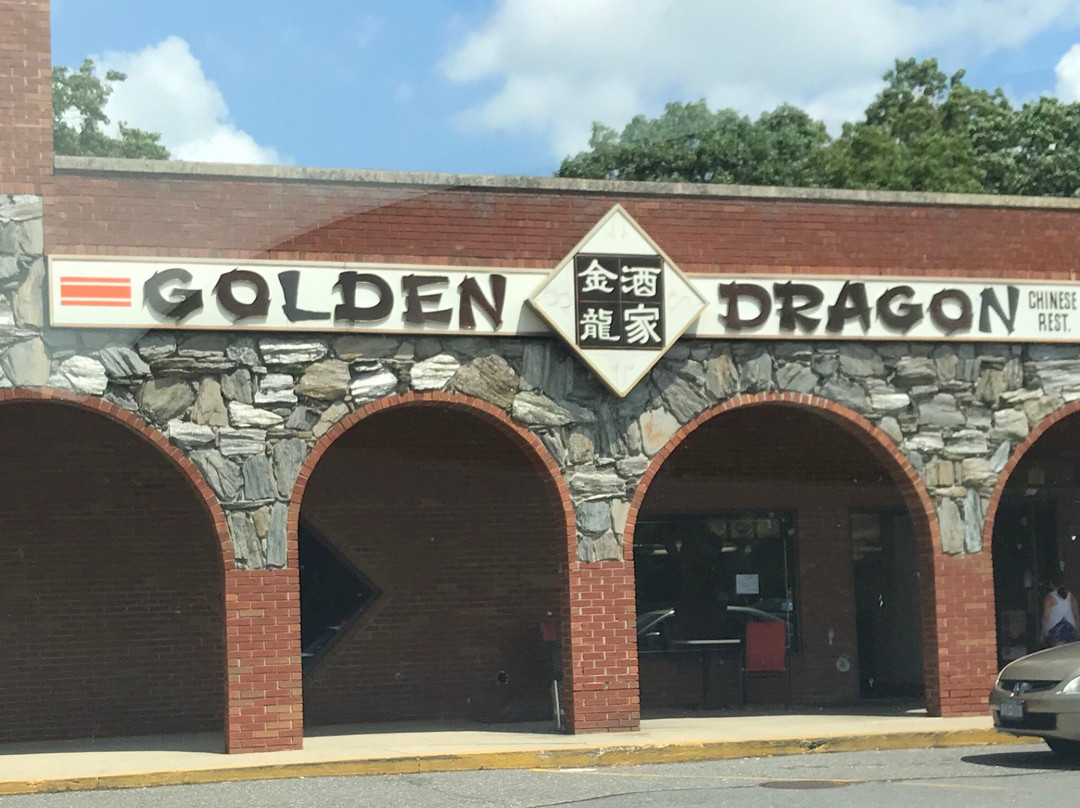 GOLDEN
金酒
龍家
DRAGON
CHINESE
REST.